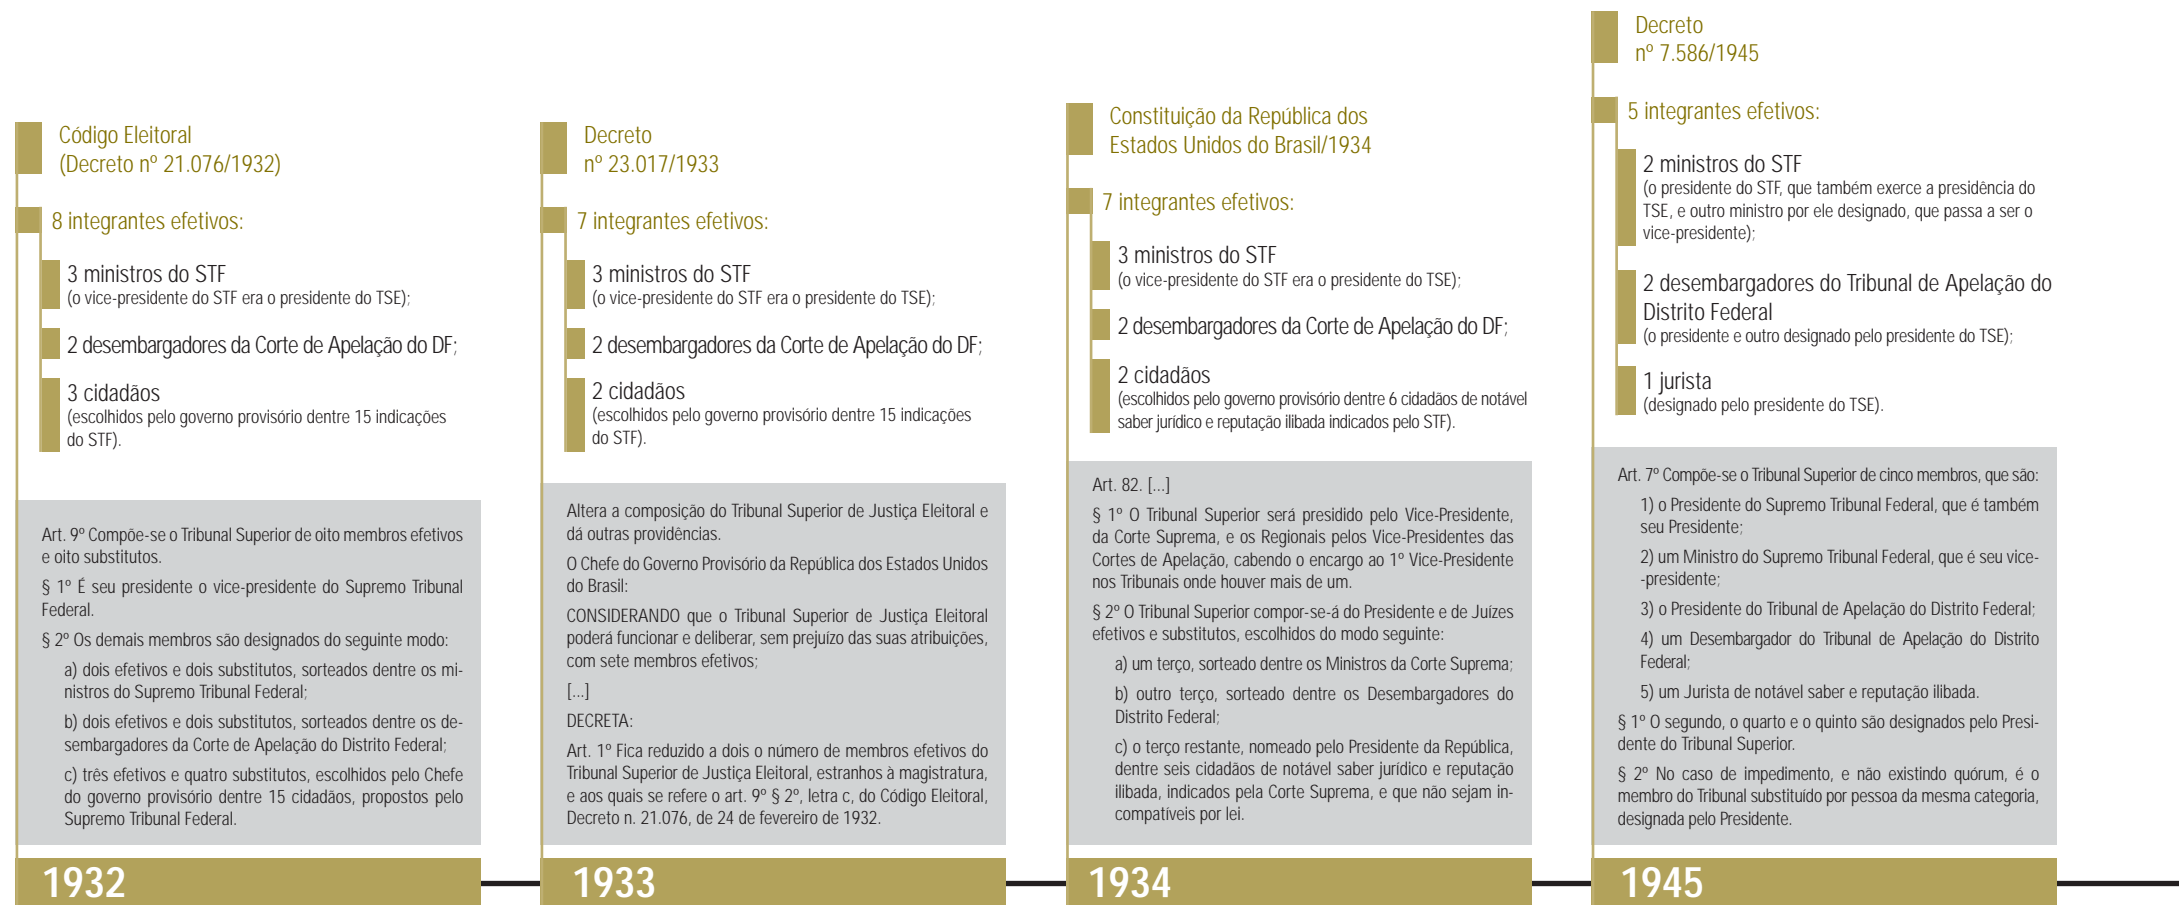 Código Eleitoral
(Decreto nº 21.076/1932)
8 integrantes efetivos:
3 ministros do STF
(o vice-presidente do STF era o presidente do TSE);
2 desembargadores da Corte de Apelação do DF;
3 cidadãos
(escolhidos pelo governo provisório dentre 15 indicações
do STF).
Art. 9º Compõe-se o Tribunal Superior de oito membros efetivos
e oito substitutos.
§ 1º É seu presidente o vice-presidente do Supremo Tribunal
Federal.
§ 2º Os demais membros são designados do seguinte modo:
a) dois efetivos e dois substitutos, sorteados dentre os mi-
nistros do Supremo Tribunal Federal;
b) dois efetivos e dois substitutos, sorteados dentre os de-
sembargadores da Corte de Apelação do Distrito Federal;
c) três efetivos e quatro substitutos, escolhidos pelo Chefe
do governo provisório dentre 15 cidadãos, propostos pelo
Supremo Tribunal Federal.
1932
Decreto
nº 23.017/1933
7 integrantes efetivos:
3 ministros do STF
(o vice-presidente do STF era o presidente do TSE);
2 desembargadores da Corte de Apelação do DF;
2 cidadãos
(escolhidos pelo governo provisório dentre 15 indicações
do STF).
Altera a composição do Tribunal Superior de Justiça Eleitoral e
dá outras providências.
O Chefe do Governo Provisório da República dos Estados Unidos
do Brasil:
CONSIDERANDO que o Tribunal Superior de Justiça Eleitoral
poderá funcionar e deliberar, sem prejuízo das suas atribuições,
com sete membros efetivos;
[...]
DECRETA:
Art. 1º Fica reduzido a dois o número de membros efetivos do
Tribunal Superior de Justiça Eleitoral, estranhos à magistratura,
e aos quais se refere o art. 9º § 2º, letra c, do Código Eleitoral,
Decreto n. 21.076, de 24 de fevereiro de 1932.
1933
Constituição da República dos
Estados Unidos do Brasil/1934
7 integrantes efetivos:
3 ministros do STF
(o vice-presidente do STF era o presidente do TSE);
2 desembargadores da Corte de Apelação do DF;
2 cidadãos
(escolhidos pelo governo provisório dentre 6 cidadãos de notável
saber jurídico e reputação ilibada indicados pelo STF).
Art. 82. [...]
§ 1º O Tribunal Superior será presidido pelo Vice-Presidente,
da Corte Suprema, e os Regionais pelos Vice-Presidentes das
Cortes de Apelação, cabendo o encargo ao 1º Vice-Presidente
nos Tribunais onde houver mais de um.
§ 2º O Tribunal Superior compor-se-á do Presidente e de Juízes
efetivos e substitutos, escolhidos do modo seguinte:
a) um terço, sorteado dentre os Ministros da Corte Suprema;
b) outro terço, sorteado dentre os Desembargadores do
Distrito Federal;
c) o terço restante, nomeado pelo Presidente da República,
dentre seis cidadãos de notável saber jurídico e reputação
ilibada, indicados pela Corte Suprema, e que não sejam in-
compatíveis por lei.
1934
Decreto
nº 7.586/1945
5 integrantes efetivos:
2 ministros do STF
(o presidente do STF, que também exerce a presidência do
TSE, e outro ministro por ele designado, que passa a ser o
vice-presidente);
2 desembargadores do Tribunal de Apelação do
Distrito Federal
(o presidente e outro designado pelo presidente do TSE);
1 jurista
(designado pelo presidente do TSE).
Art. 7º Compõe-se o Tribunal Superior de cinco membros, que são:
1) o Presidente do Supremo Tribunal Federal, que é também
seu Presidente;
2) um Ministro do Supremo Tribunal Federal, que é seu vice-
-presidente;
3) o Presidente do Tribunal de Apelação do Distrito Federal;
4) um Desembargador do Tribunal de Apelação do Distrito
Federal;
5) um Jurista de notável saber e reputação ilibada.
§ 1º O segundo, o quarto e o quinto são designados pelo Presi-
dente do Tribunal Superior.
§ 2º No caso de impedimento, e não existindo quórum, é o
membro do Tribunal substituído por pessoa da mesma categoria,
designada pelo Presidente.
1945